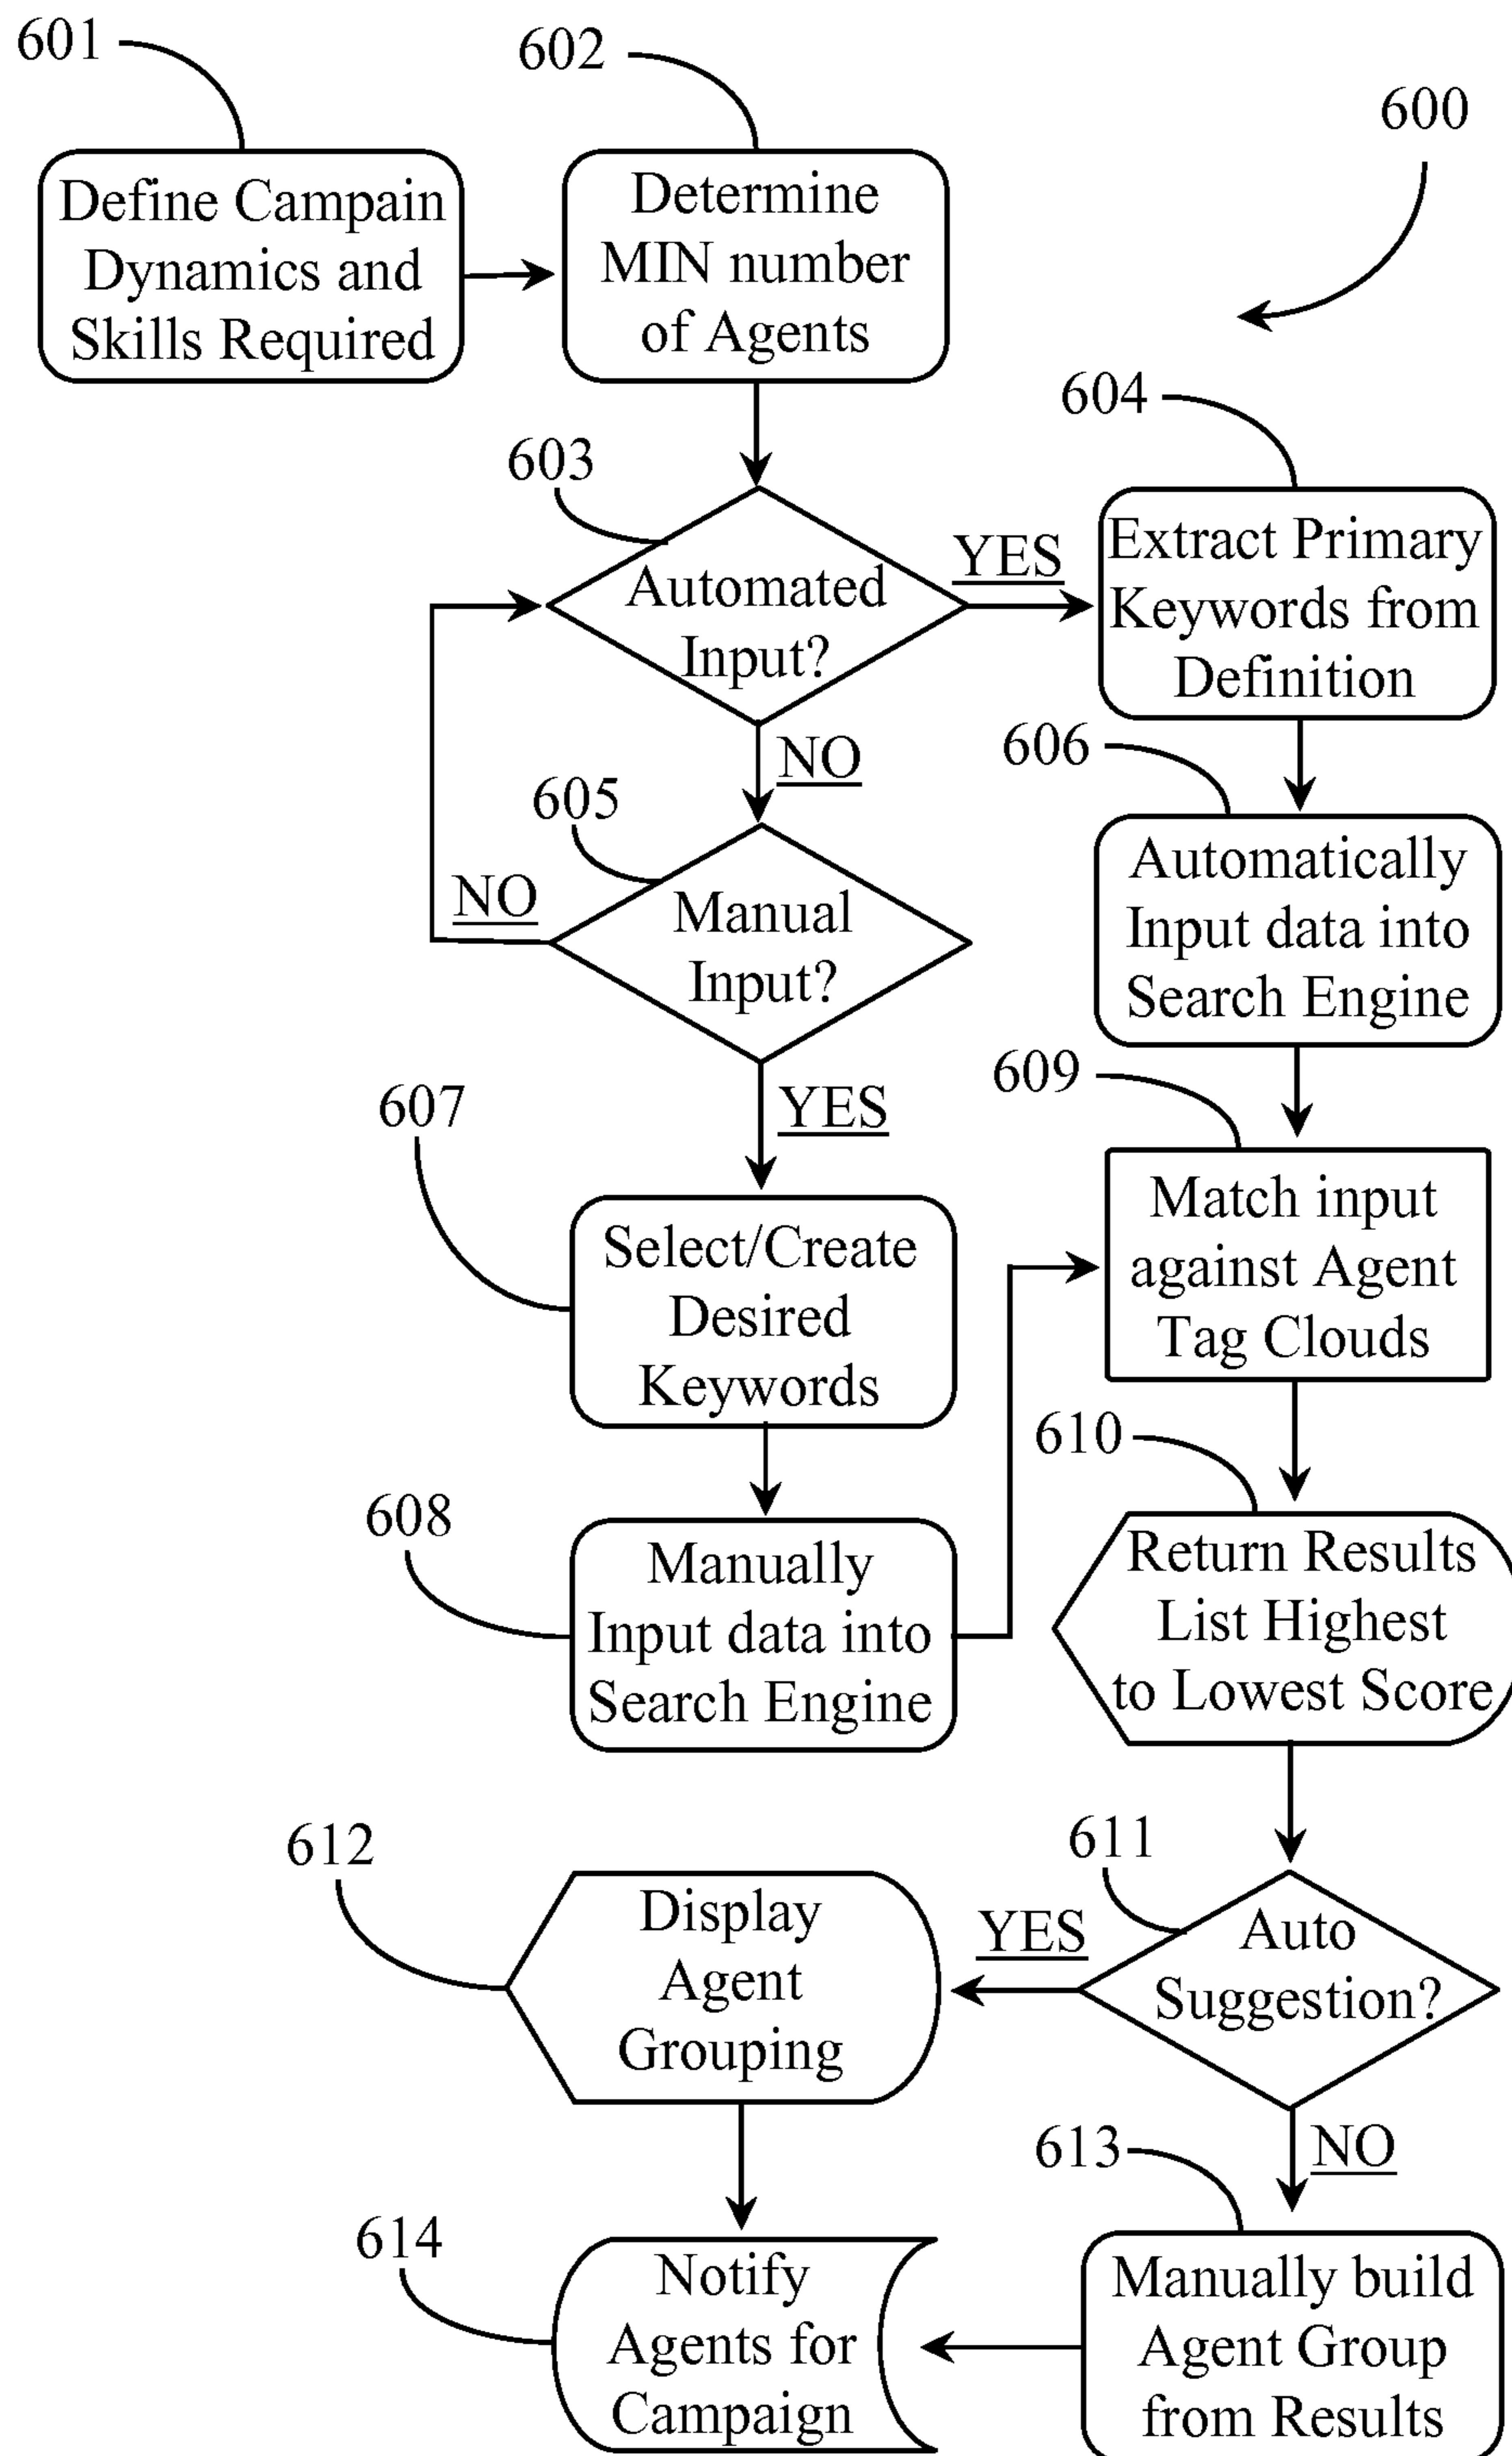 601
602
600
Define Campain
Dynamics and
Skills Required
Determine
MIN number
of Agents
604
603
Automated
Input?
YES
Extract Primary
Keywords from
Definition
NO
606
605
Manual
Input?
NO
Automatically
Input data into
Search Engine
609
607
YES
Select/Create
Desired
Keywords
Match input
against Agent
Tag Clouds
610
608
Manually
Input data into
Search Engine
Return Results
List Highest
to Lowest Score
612
611
Display
Agent
Grouping
YES
Auto
Suggestion?
613
NO
614
Notify
Agents for
Campaign
Manually build
Agent Group
from Results